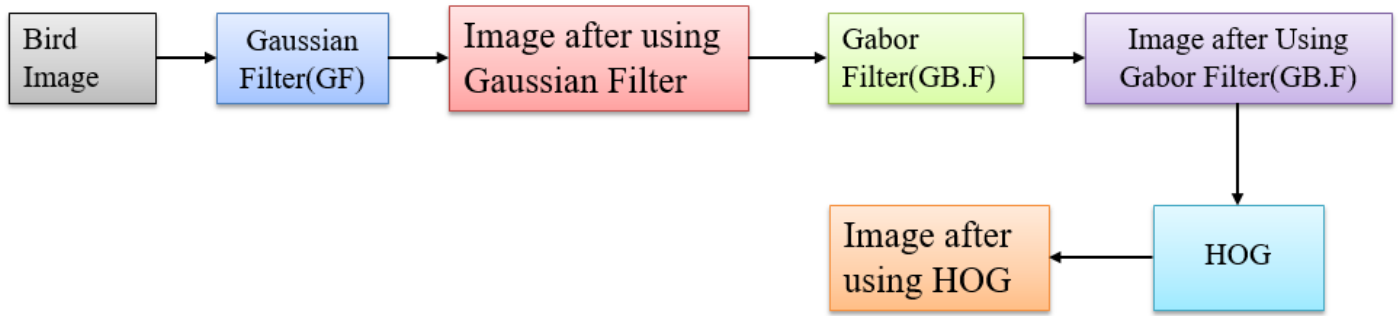 Bird
Image
Gaussian
Filter(GF)
Image after using
Gaussian Filter
Gabor
Filter(GB.F)
Image after Using
Gabor Filter(GB.F)
HOG
Image after
using HOG